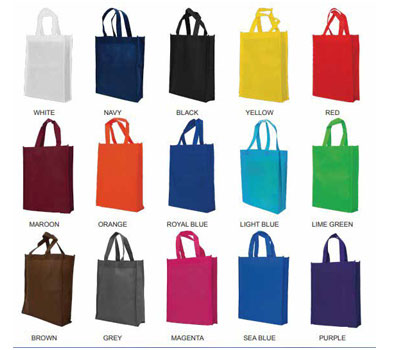 WHITE NAVY BLACK YELLOW RED
MAROON ORANGE ROYAL BLUE LIGHT BLUE LIME GREEN
BROWN GREY MAGENTA SEA BLUE PURPLE